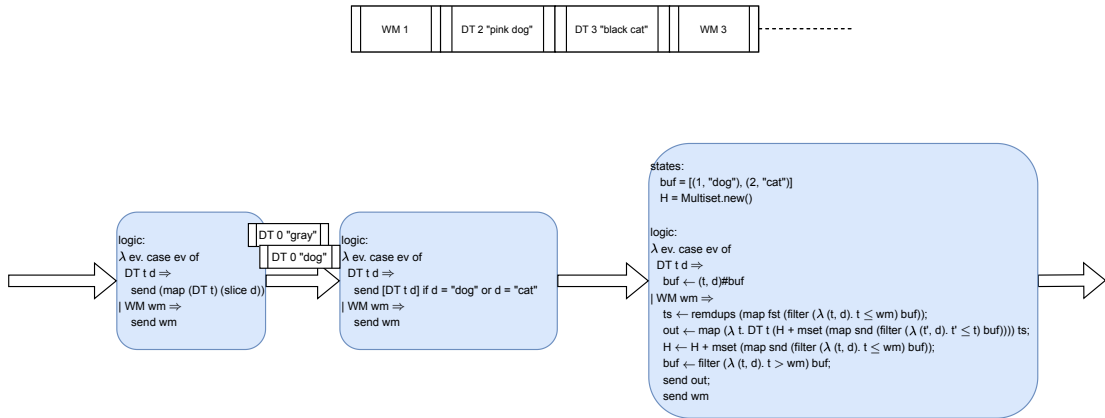 WM 1
DT 2 "pink dog"
DT 3 "black cat"
WM 3
logic:
λ ev. case ev of
DT t d ⇒
send (map (DT t) (slice d))
| WM wm ⇒
send wm
DT 0 "gray"
DT 0 "dog"
logic:
λ ev. case ev of
DT t d ⇒
send [DT t d] if d = "dog" or d = "cat"
| WM wm ⇒
send wm
states:
buf = [(1, "dog"), (2, "cat")]
H = Multiset.new()
logic:
λ ev. case ev of
DT t d ⇒
buf ← (t, d)#buf
| WM wm ⇒
ts ← remdups (map fst (filter (λ (t, d). t ≤ wm) buf));
out ← map (λ t. DT t (H + mset (map snd (filter (λ (t', d). t' ≤ t) buf)))) ts;
H ← H + mset (map snd (filter (λ (t, d). t ≤ wm) buf));
buf ← filter (λ (t, d). t > wm) buf;
send out;
send wm